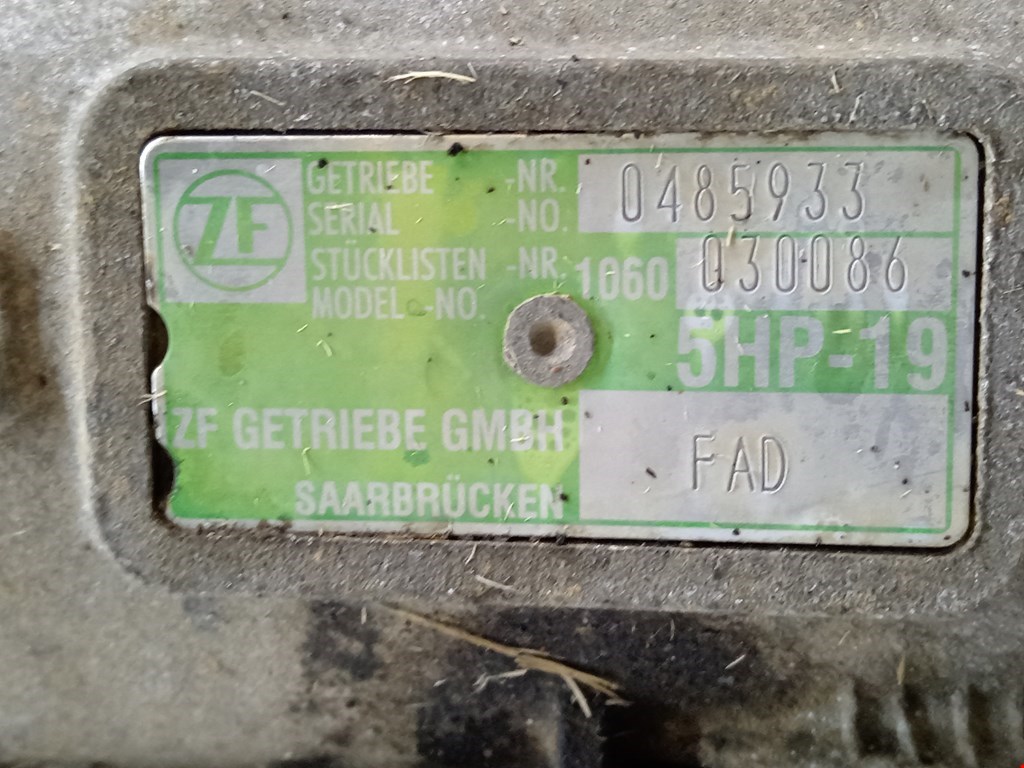 ZF
GETRIEBE -NR. 0485933
SERIAL -NO.
STÜCKLISTEN -NR. 1060 030086
MODEL -NO.
5HP-19
ZF GETRIEBE GMBH
SAARBRÜCKEN
FAD